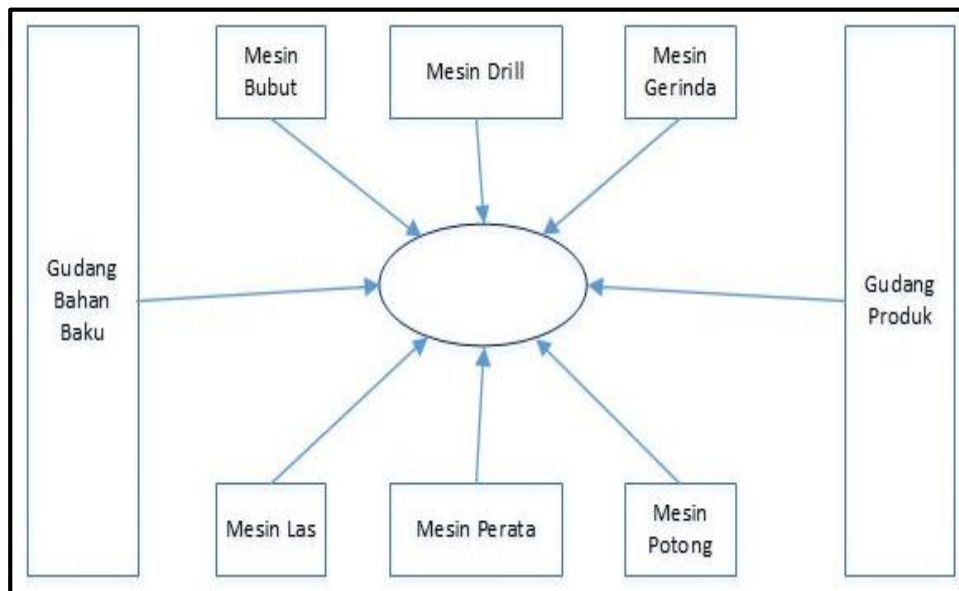 Mesin
Bubut
Mesin Drill
Mesin
Gerinda
Gudang
Bahan
Baku
Gudang
Produk
Mesin Las
Mesin Perata
Mesin
Potong